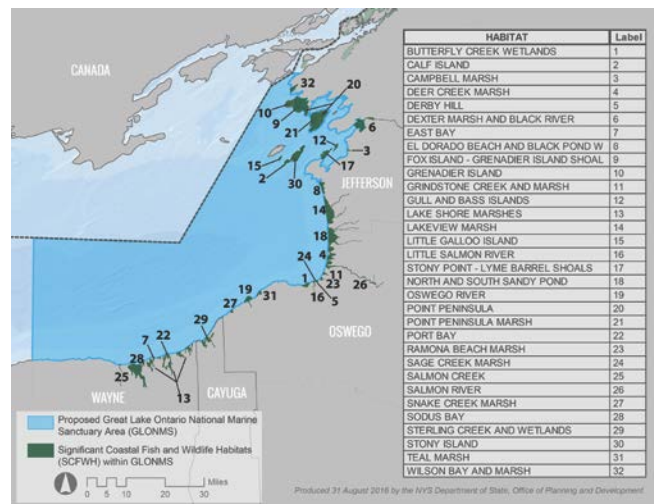 CANADA
32
20
10
9
21
6
12
3
15
17
2
30
JEFFERSON
8
14
18
24
4
11
19
1
23
26
27
31
16
5
29
OSWEGO
7
22
28
25
13
CAYUGA
WAYNE
Proposed Great Lake Ontario National Marine
Sanctuary Area (GLONMS)
Significant Coastal Fish and Wildlife Habitats
(SCFWH) within GLONMS
Miles
0 5 10 20 30
HABITAT Label
BUTTERFLY CREEK WETLANDS 1
CALF ISLAND 2
CAMPBELL MARSH 3
DEER CREEK MARSH 4
DERBY HILL 5
DEXTER MARSH AND BLACK RIVER 6
EAST BAY 7
EL DORADO BEACH AND BLACK POND W 8
FOX ISLAND - GRENADIER ISLAND SHOAL 9
GRENADIER ISLAND 10
GRINDSTONE CREEK AND MARSH 11
GULL AND BASS ISLANDS 12
LAKE SHORE MARSHES 13
LAKEVIEW MARSH 14
LITTLE GALLOO ISLAND 15
LITTLE SALMON RIVER 16
STONY POINT - LYME BARREL SHOALS 17
NORTH AND SOUTH SANDY POND 18
OSWEGO RIVER 19
POINT PENINSULA 20
POINT PENINSULA MARSH 21
PORT BAY 22
RAMONA BEACH MARSH 23
SAGE CREEK MARSH 24
SALMON CREEK 25
SALMON RIVER 26
SNAKE CREEK MARSH 27
SODUS BAY 28
STERLING CREEK AND WETLANDS 29
STONY ISLAND 30
TEAL MARSH 31
WILSON BAY AND MARSH 32
Produced 31 August 2016 by the NYS Department of State, Office of Planning and Development